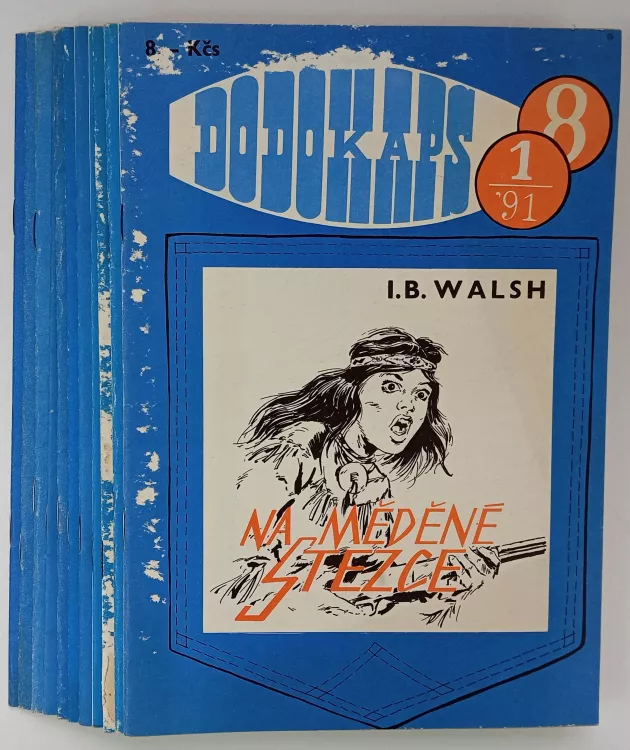 8.- Kčs
DODOKAPS
8
1
'91
I.B. WALSH
NA MĚDĚNÉ
STEZCE